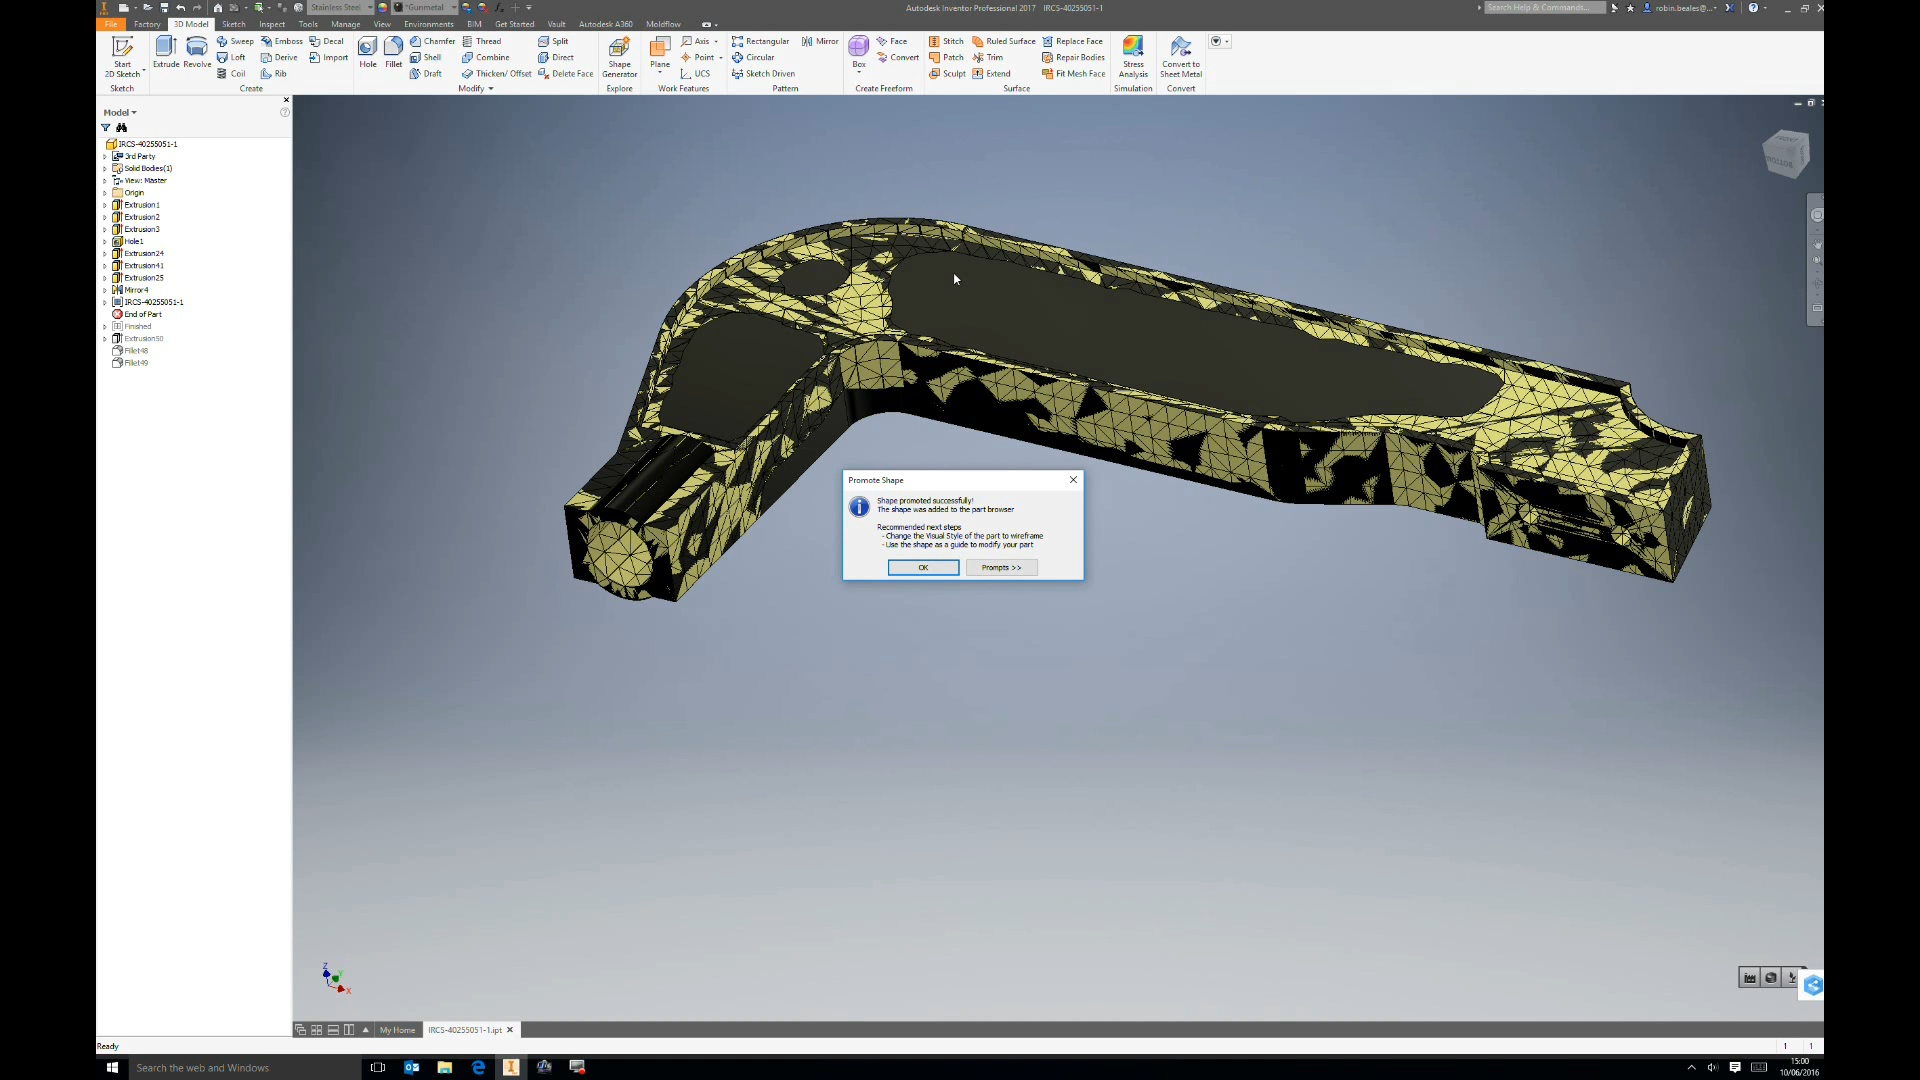 Stainless Steel
*Gunmetal
Autodesk Inventor Professional 2017 IRCS-40255051-1
Search Help & Commands...
robin.beales@...
File Factory 3D Model Sketch Inspect Tools Manage View Environments BIM Get Started Vault Autodesk A360 Moldflow
Start
2D Sketch
Sketch
Extrude
Revolve
Sweep
Loft
Coil
Emboss
Derive
Rib
Decal
Import
Create
Hole
Fillet
Chamfer
Shell
Draft
Thread
Combine
Thicken/ Offset
Split
Direct
Delete Face
Modify
Shape
Generator
Explore
Plane
Axis
Point
UCS
Work Features
Rectangular
Circular
Sketch Driven
Mirror
Pattern
Box
Face
Convert
Create Freeform
Stitch
Patch
Sculpt
Ruled Surface
Trim
Extend
Replace Face
Repair Bodies
Fit Mesh Face
Surface
Stress
Analysis
Simulation
Convert to
Sheet Metal
Convert
Model
IRCS-40255051-1
3rd Party
Solid Bodies(1)
View: Master
Origin
Extrusion1
Extrusion2
Extrusion3
Hole1
Extrusion24
Extrusion41
Extrusion25
Mirror4
IRCS-40255051-1
End of Part
Finished
Extrusion50
Fillet48
Fillet49
BOTTOM
Promote Shape
Shape promoted successfully!
The shape was added to the part browser
Recommended next steps
- Change the Visual Style of the part to wireframe
- Use the shape as a guide to modify your part
OK
Prompts >>
Z
Y
X
My Home
IRCS-40255051-1.ipt
Ready
1 1
Search the web and Windows
15:00
10/06/2016